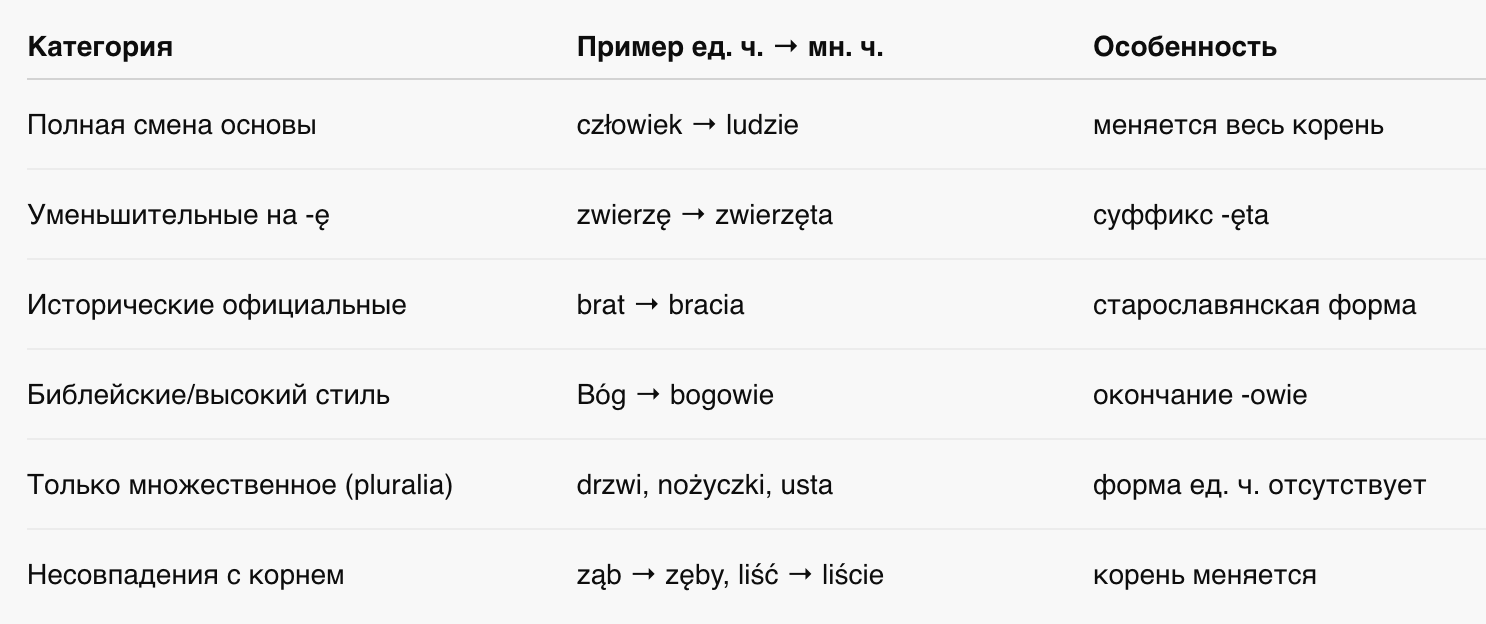 Категория Пример ед. ч. → мн. ч. Особенность
Полная смена основы człowiek → ludzie меняется весь корень
Уменьшительные на -ę zwierzę → zwierzęta суффикс -ęta
Исторические официальные brat → bracia старославянская форма
Библейские/высокий стиль Bóg → bogowie окончание -owie
Только множественное (pluralia) drzwi, nożyczki, usta форма ед. ч. отсутствует
Несовпадения с корнем ząb → zęby, liść → liście корень меняется